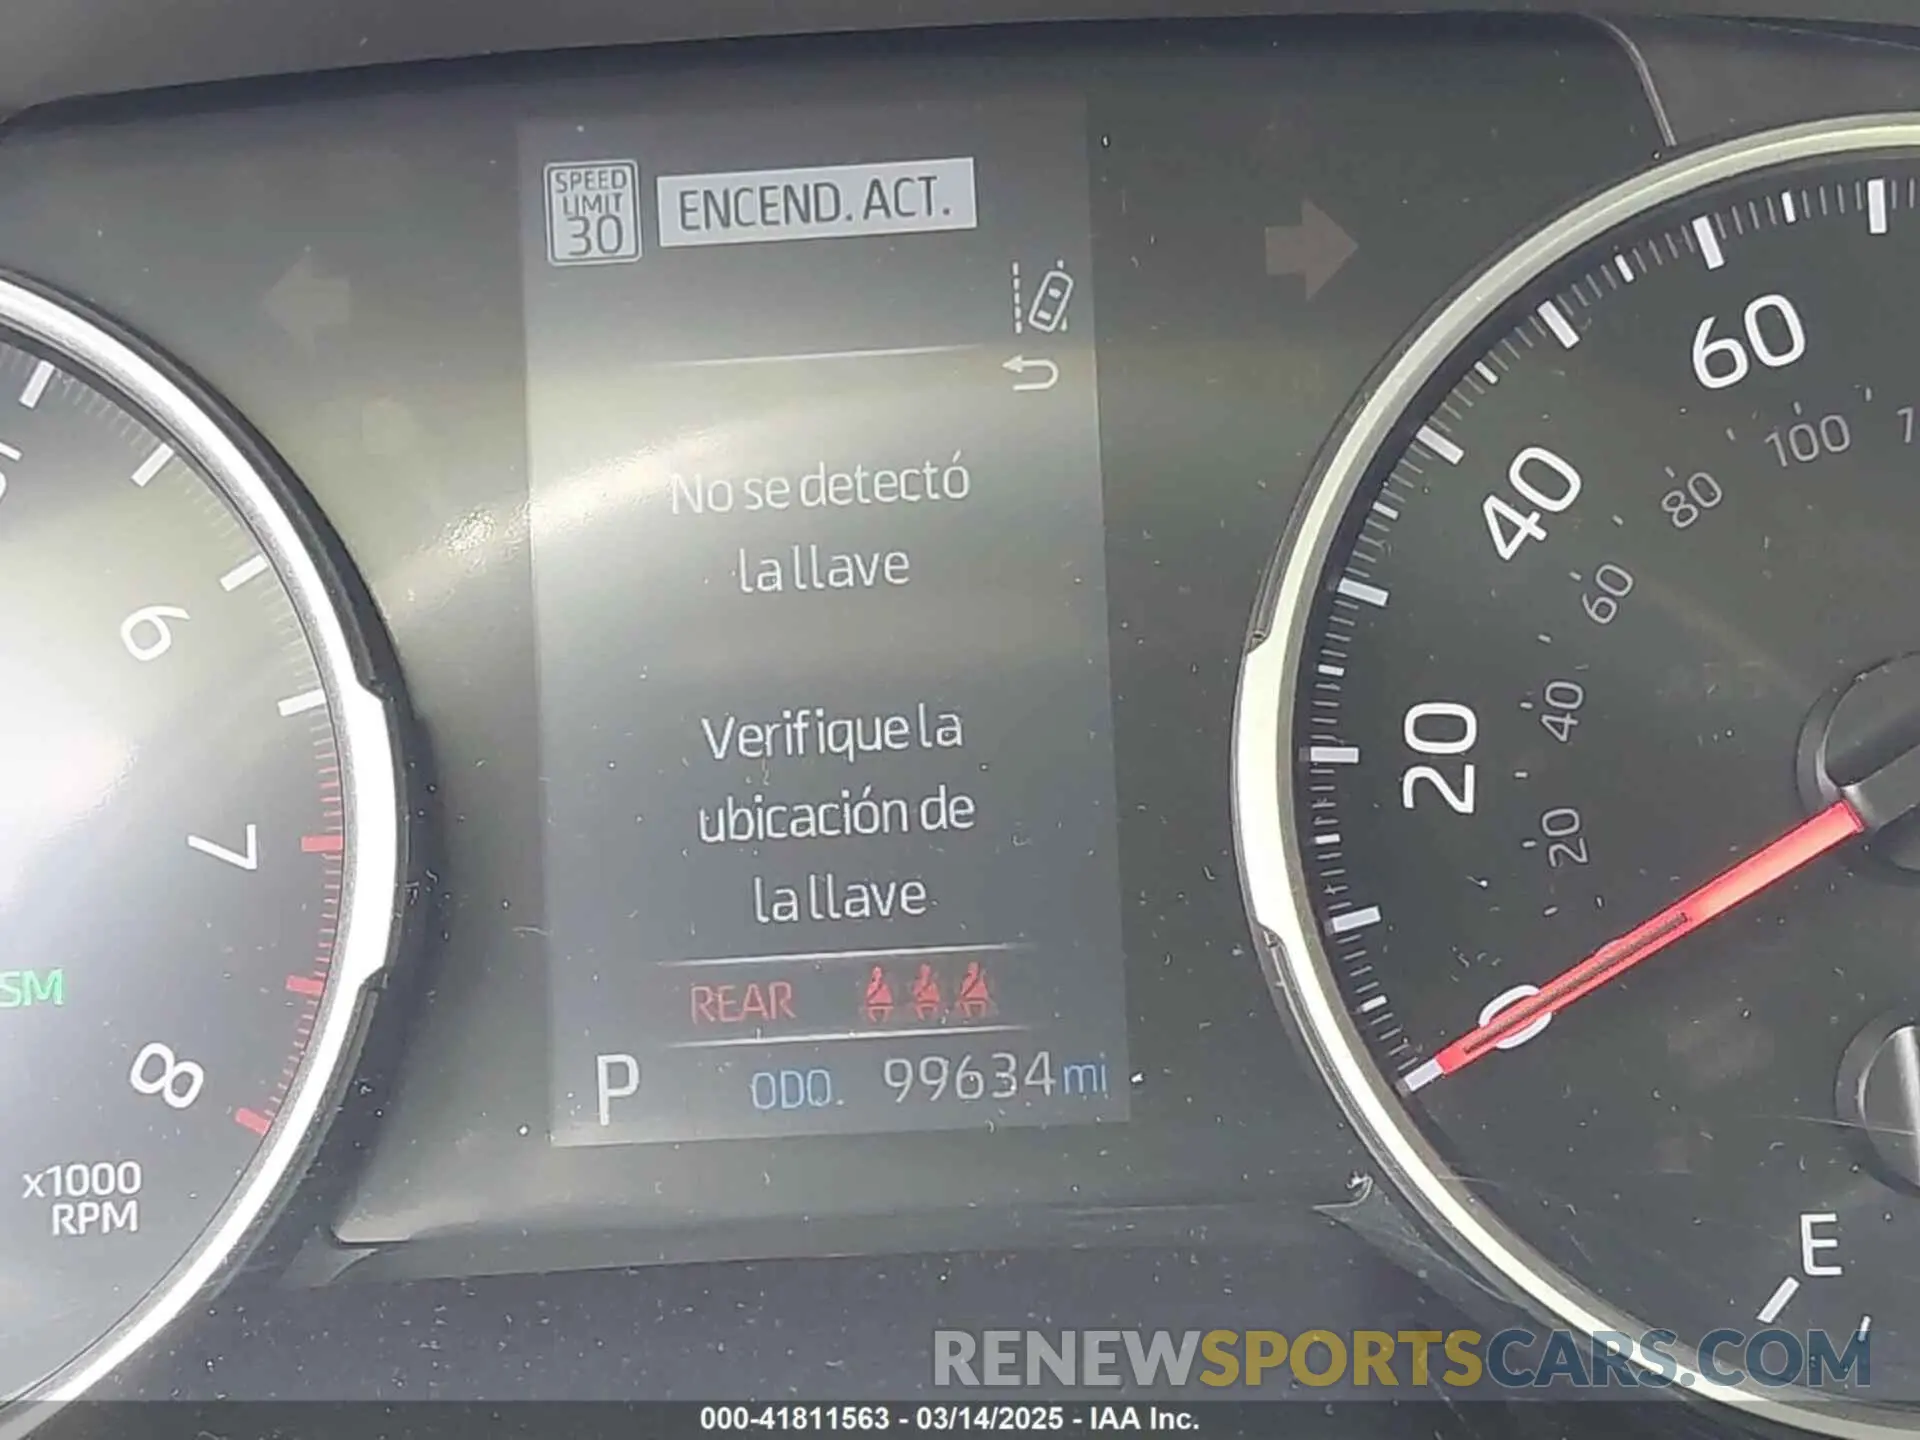 SPEED
LIMIT
30
ENCEND. ACT.
No se detectó
la llave
Verifique la
ubicación de
la llave
REAR
P ODO. 99634 mi
6
7
8
x1000
RPM
SM
0
20
40
60
20
40
60
80
100
E
RENEWSPORTSCARS.COM
000-41811563 - 03/14/2025 - IAA Inc.